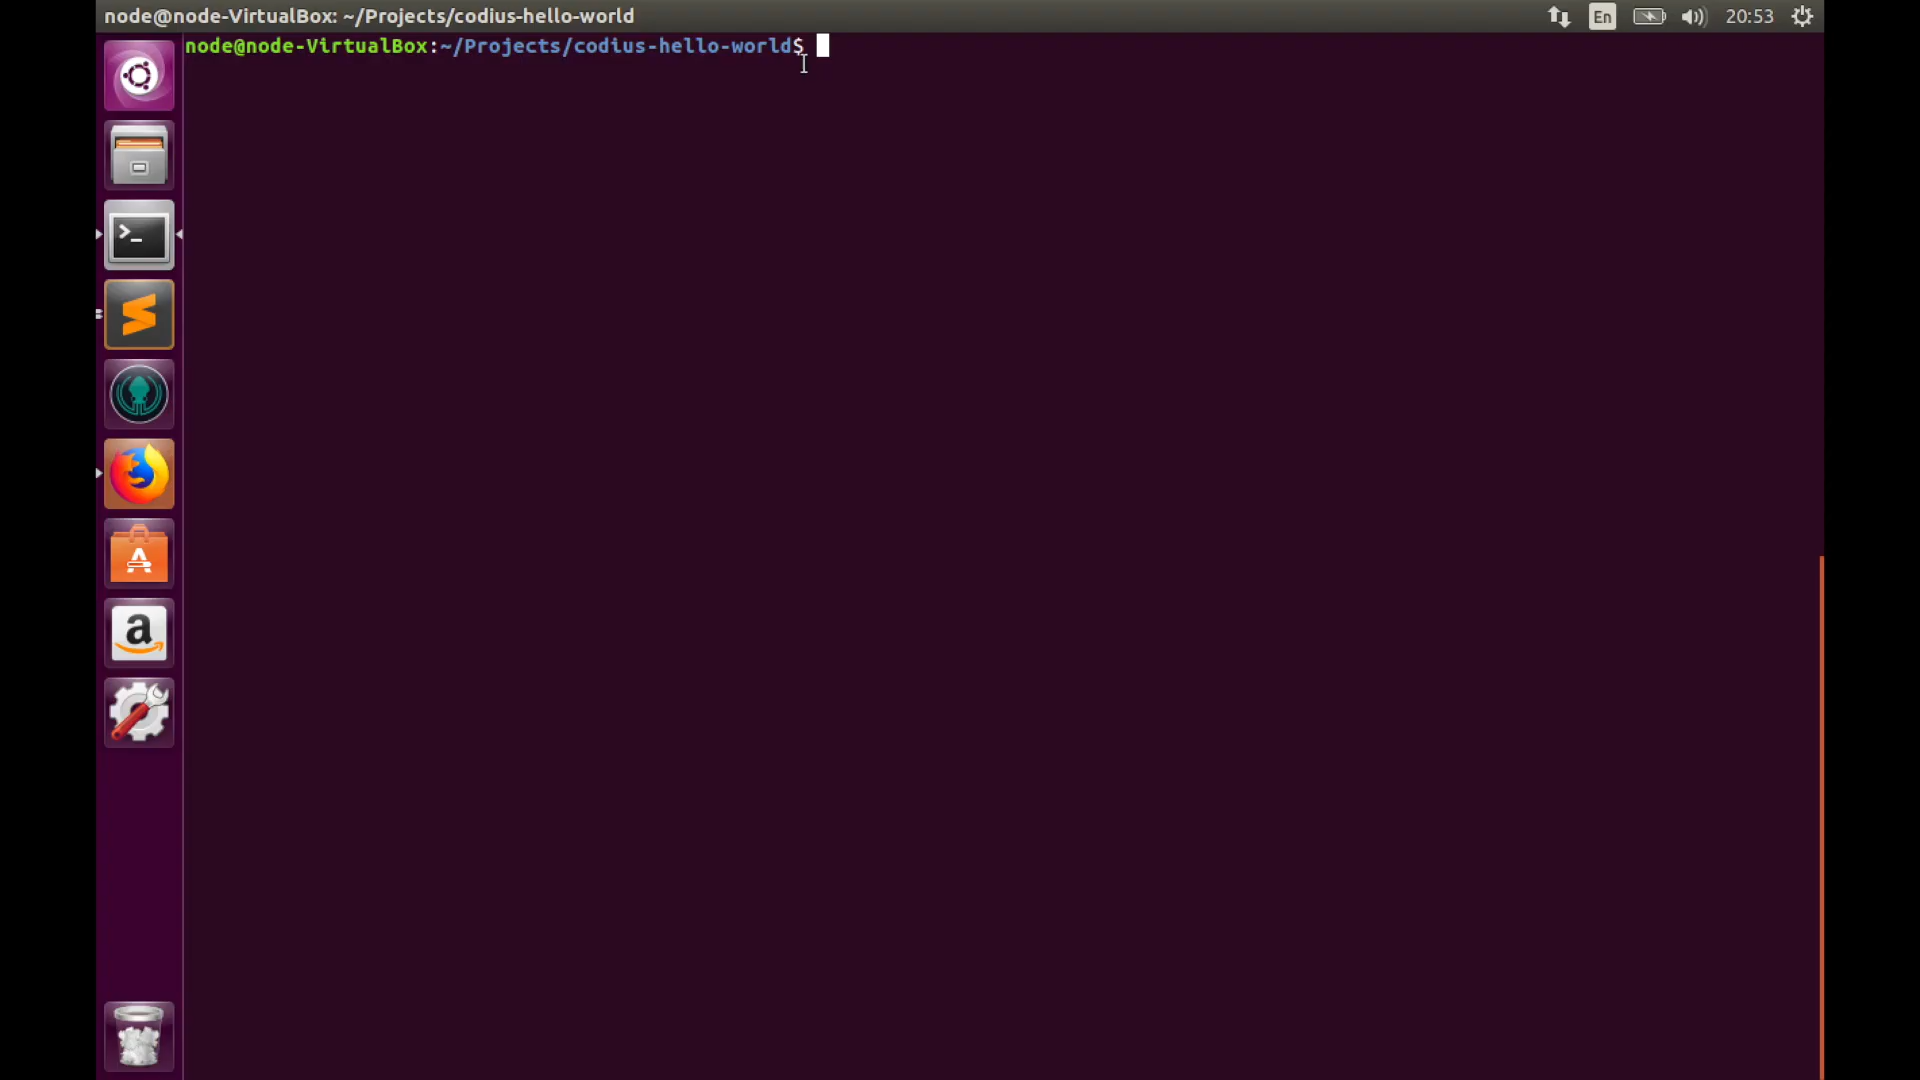 node@node-VirtualBox: ~/Projects/codius-hello-world
En
20:53
node@node-VirtualBox:~/Projects/codius-hello-world$